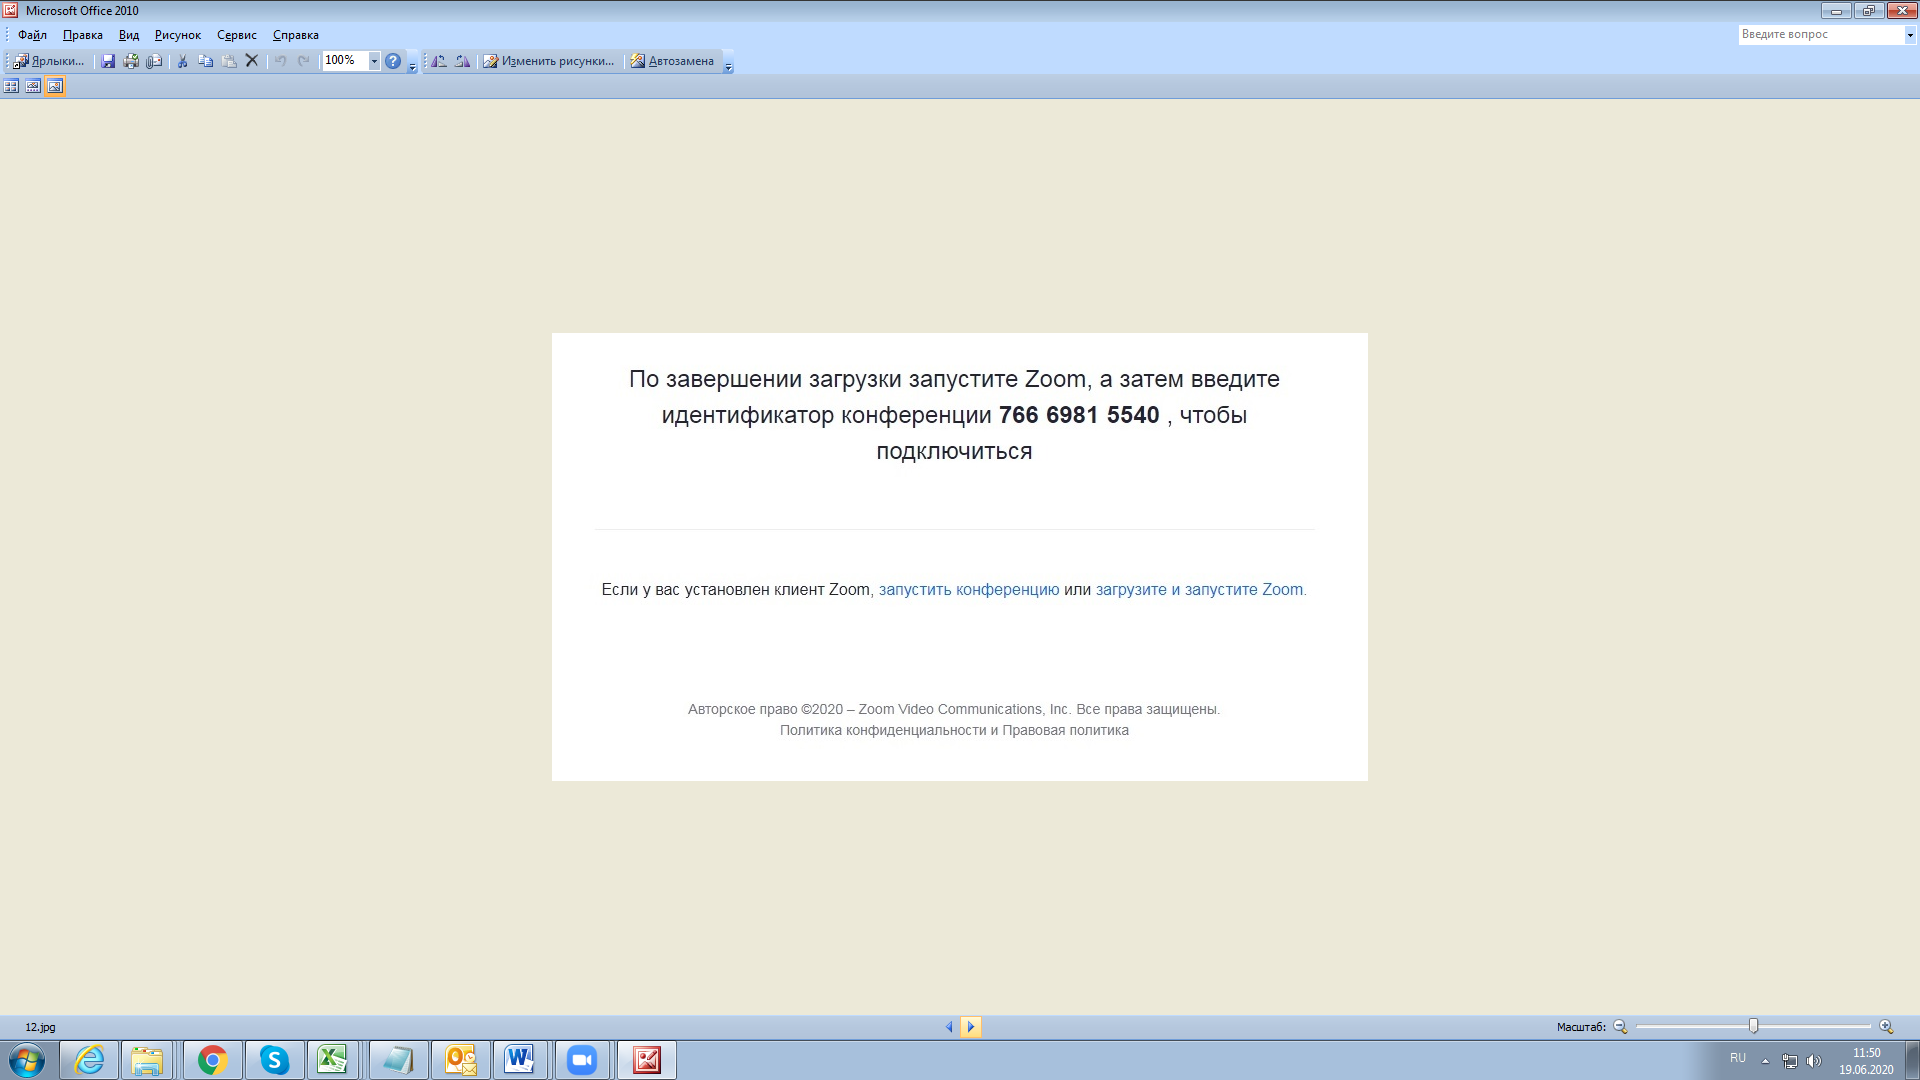 Microsoft Office 2010
Файл Правка Вид Рисунок Сервис Справка
Введите вопрос
Ярлыки... 100% Изменить рисунки... Автозамена
По завершении загрузки запустите Zoom, а затем введите
идентификатор конференции 766 6981 5540 , чтобы
подключиться
Если у вас установлен клиент Zoom, запустить конференцию или загрузите и запустите Zoom.
Авторское право ©2020 – Zoom Video Communications, Inc. Все права защищены.
Политика конфиденциальности и Правовая политика
12.jpg
Масштаб:
RU
11:50
19.06.2020